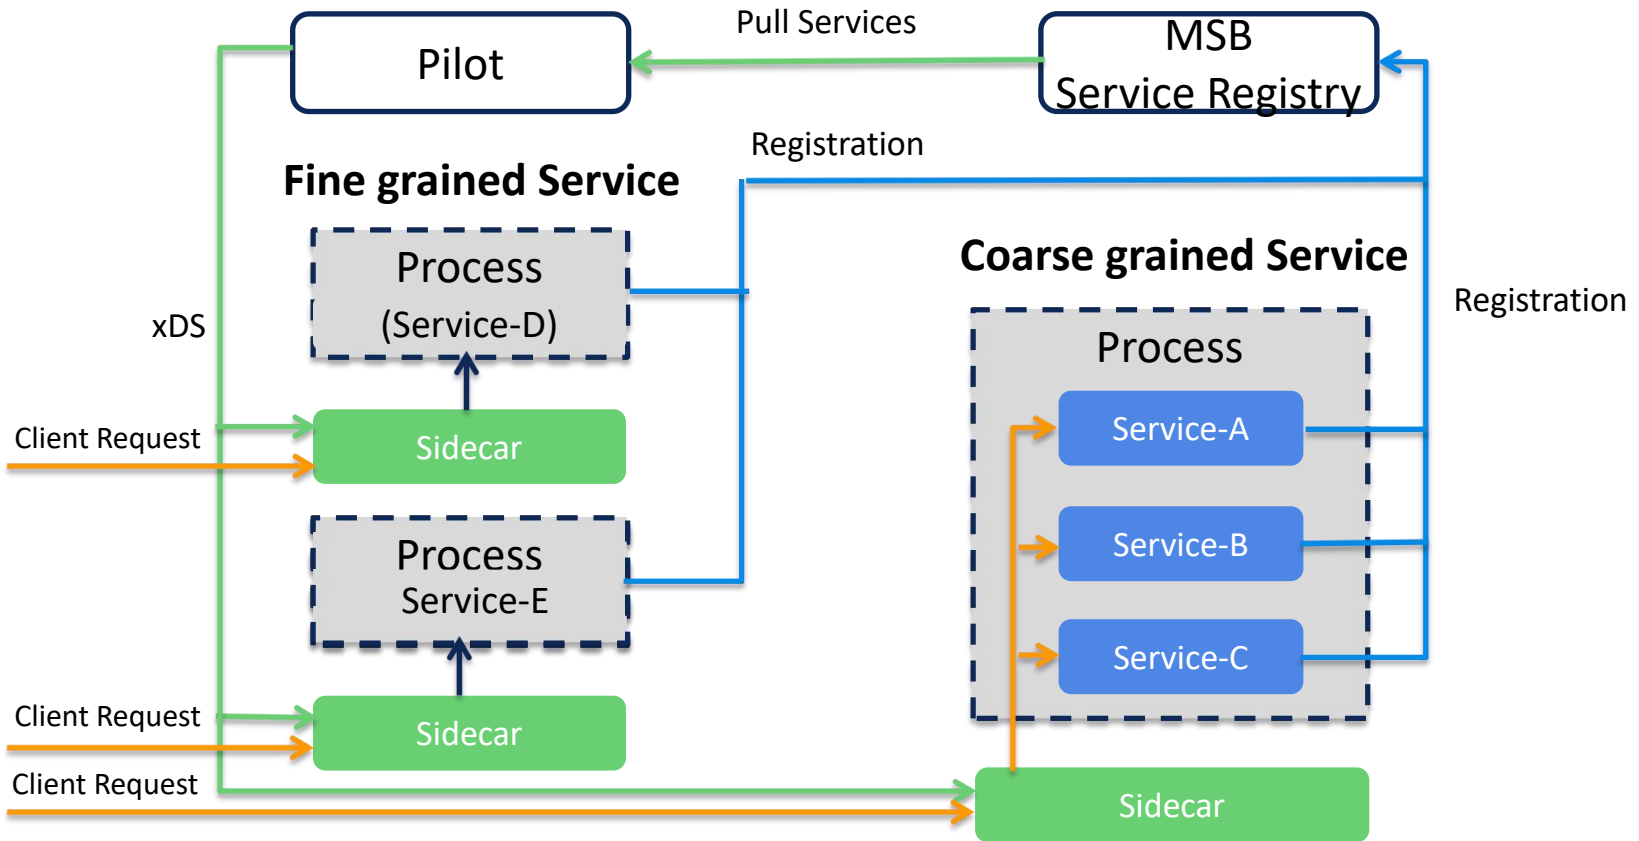 Pilot
Pull Services
MSB
Service Registry
Registration
Fine grained Service
Process
(Service-D)
Coarse grained Service
Registration
xDS
Process
Service-A
Client Request
Sidecar
Service-B
Process
Service-E
Service-C
Client Request
Sidecar
Client Request
Sidecar